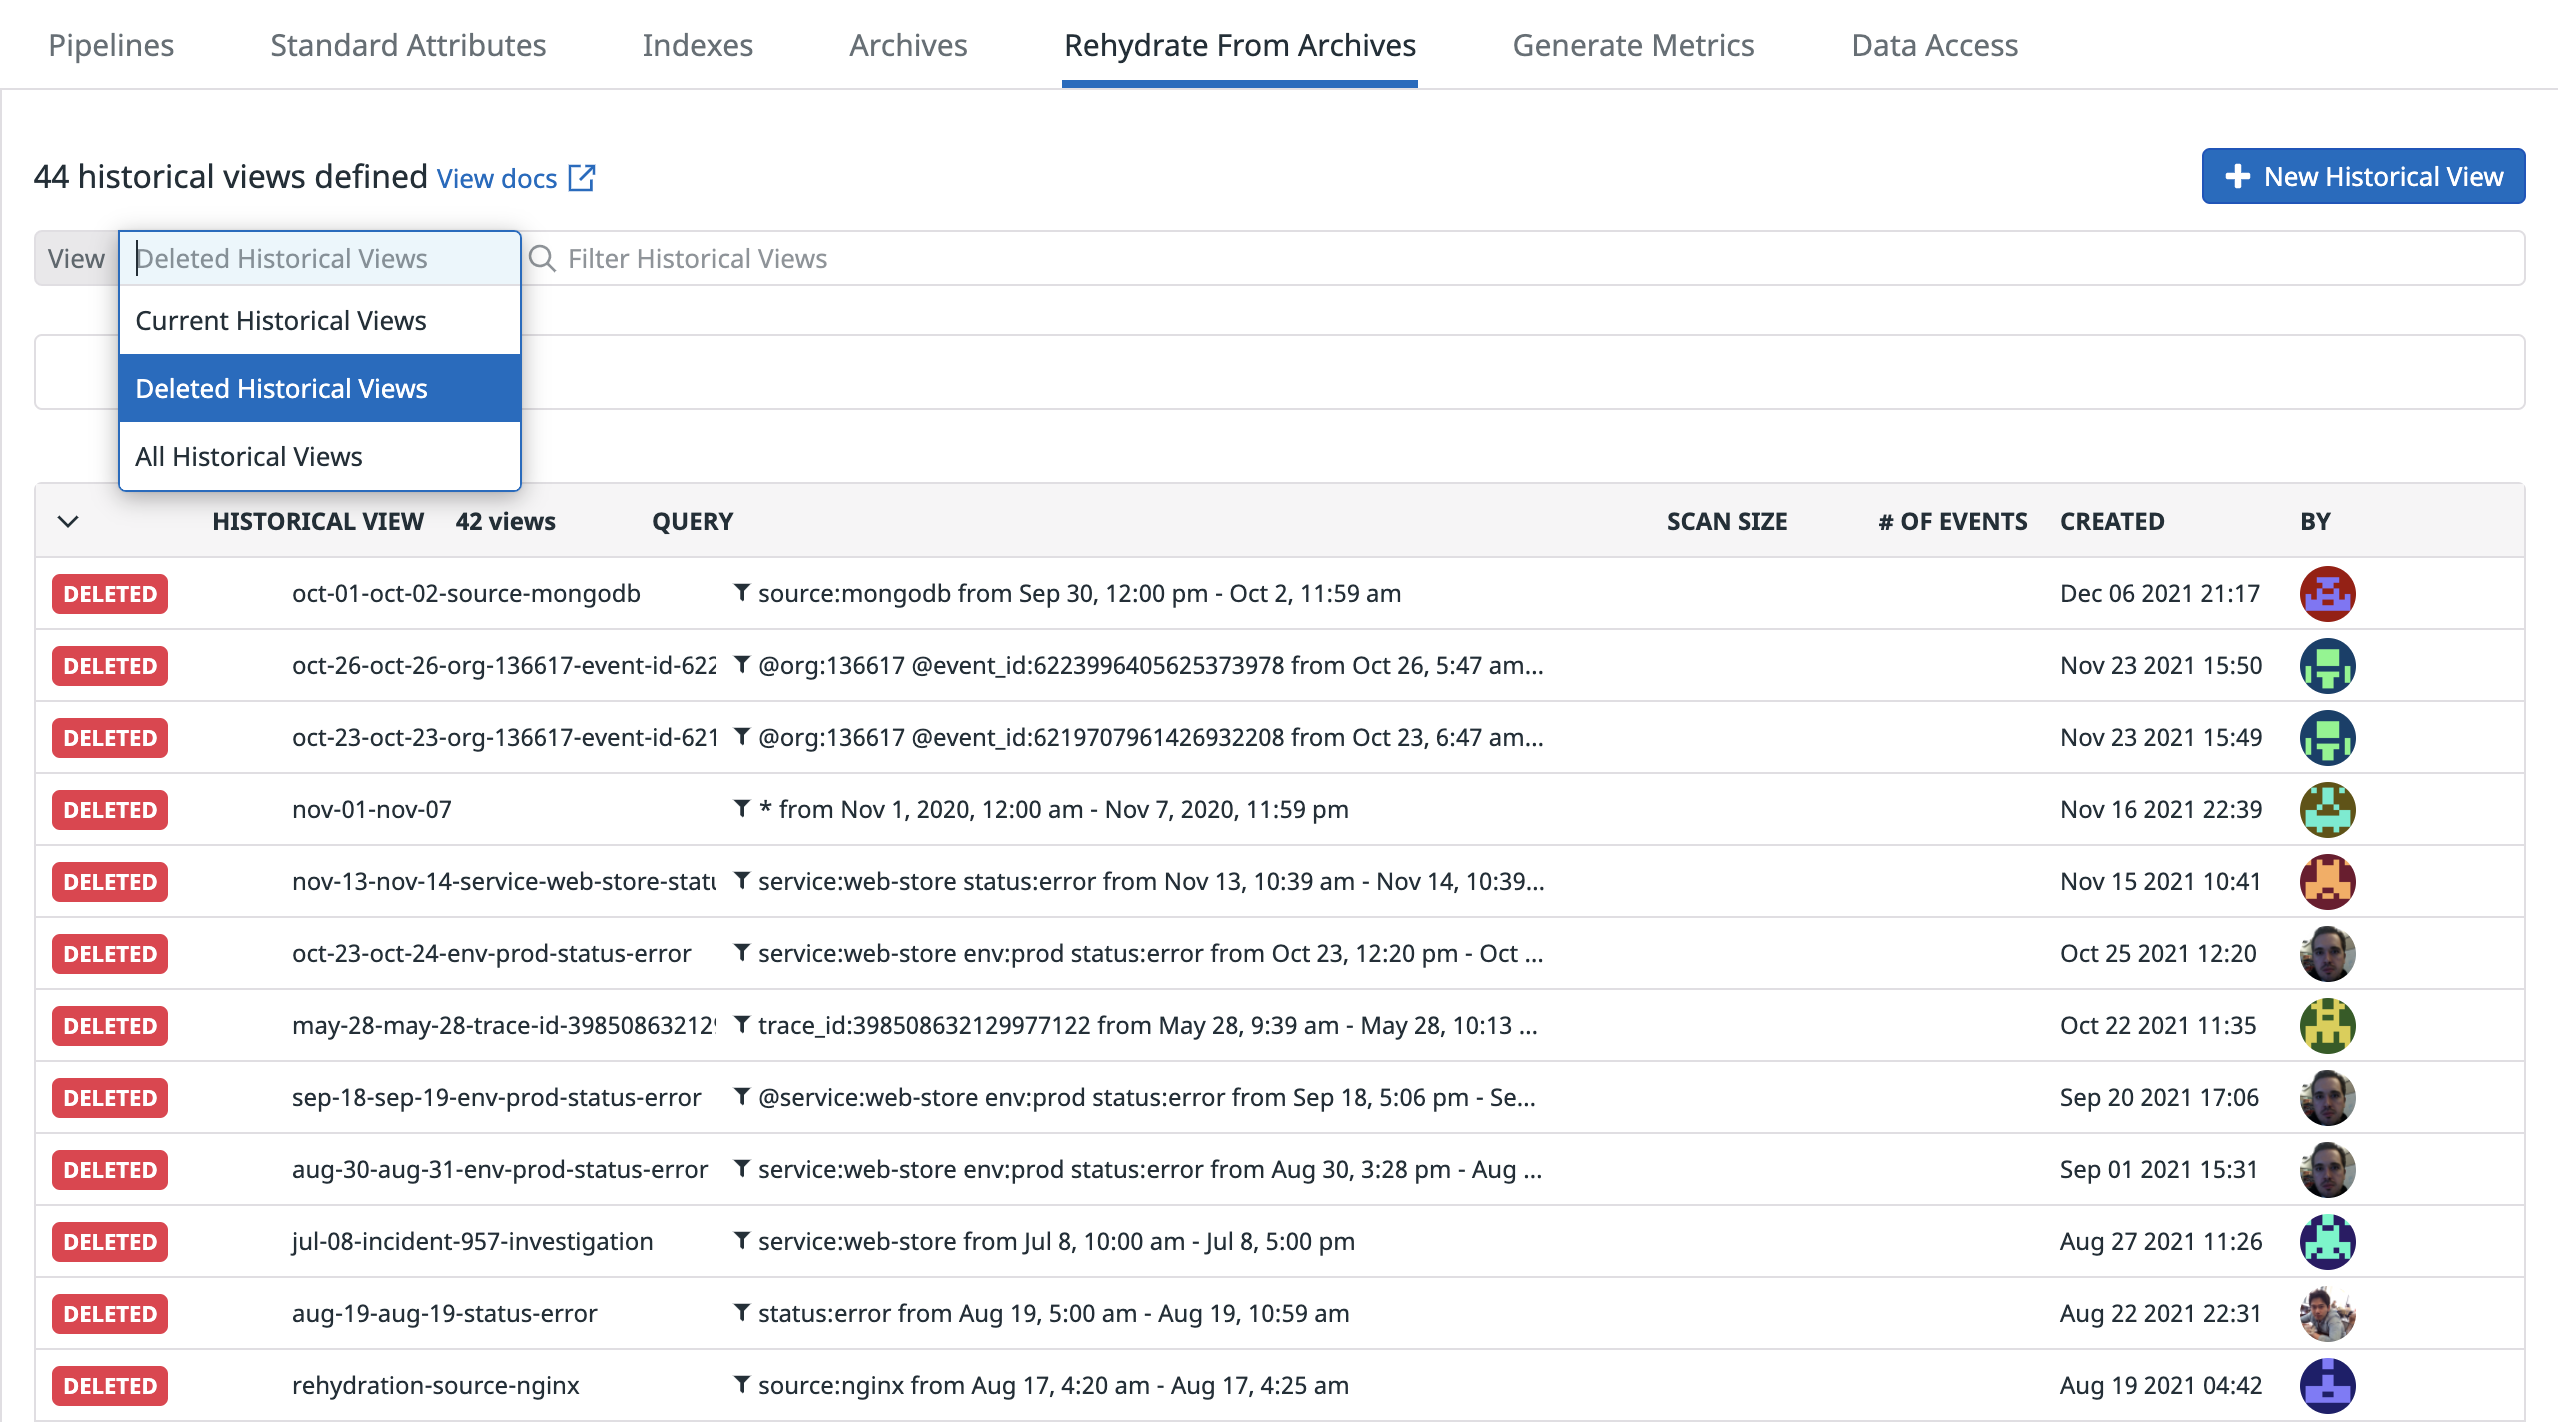 Pipelines Standard Attributes Indexes Archives Rehydrate From Archives Generate Metrics Data Access
44 historical views defined View docs New Historical View
View Deleted Historical Views Filter Historical Views
Current Historical Views
Deleted Historical Views
All Historical Views
HISTORICAL VIEW 42 views QUERY SCAN SIZE # OF EVENTS CREATED BY
DELETED oct-01-oct-02-source-mongodb source:mongodb from Sep 30, 12:00 pm - Oct 2, 11:59 am Dec 06 2021 21:17
DELETED oct-26-oct-26-org-136617-event-id-622 @org:136617 @event_id:6223996405625373978 from Oct 26, 5:47 am... Nov 23 2021 15:50
DELETED oct-23-oct-23-org-136617-event-id-621 @org:136617 @event_id:6219707961426932208 from Oct 23, 6:47 am... Nov 23 2021 15:49
DELETED nov-01-nov-07 * from Nov 1, 2020, 12:00 am - Nov 7, 2020, 11:59 pm Nov 16 2021 22:39
DELETED nov-13-nov-14-service-web-store-statu service:web-store status:error from Nov 13, 10:39 am - Nov 14, 10:39... Nov 15 2021 10:41
DELETED oct-23-oct-24-env-prod-status-error service:web-store env:prod status:error from Oct 23, 12:20 pm - Oct ... Oct 25 2021 12:20
DELETED may-28-may-28-trace-id-398508632129 trace_id:398508632129977122 from May 28, 9:39 am - May 28, 10:13 ... Oct 22 2021 11:35
DELETED sep-18-sep-19-env-prod-status-error @service:web-store env:prod status:error from Sep 18, 5:06 pm - Se... Sep 20 2021 17:06
DELETED aug-30-aug-31-env-prod-status-error service:web-store env:prod status:error from Aug 30, 3:28 pm - Aug ... Sep 01 2021 15:31
DELETED jul-08-incident-957-investigation service:web-store from Jul 8, 10:00 am - Jul 8, 5:00 pm Aug 27 2021 11:26
DELETED aug-19-aug-19-status-error status:error from Aug 19, 5:00 am - Aug 19, 10:59 am Aug 22 2021 22:31
DELETED rehydration-source-nginx source:nginx from Aug 17, 4:20 am - Aug 17, 4:25 am Aug 19 2021 04:42